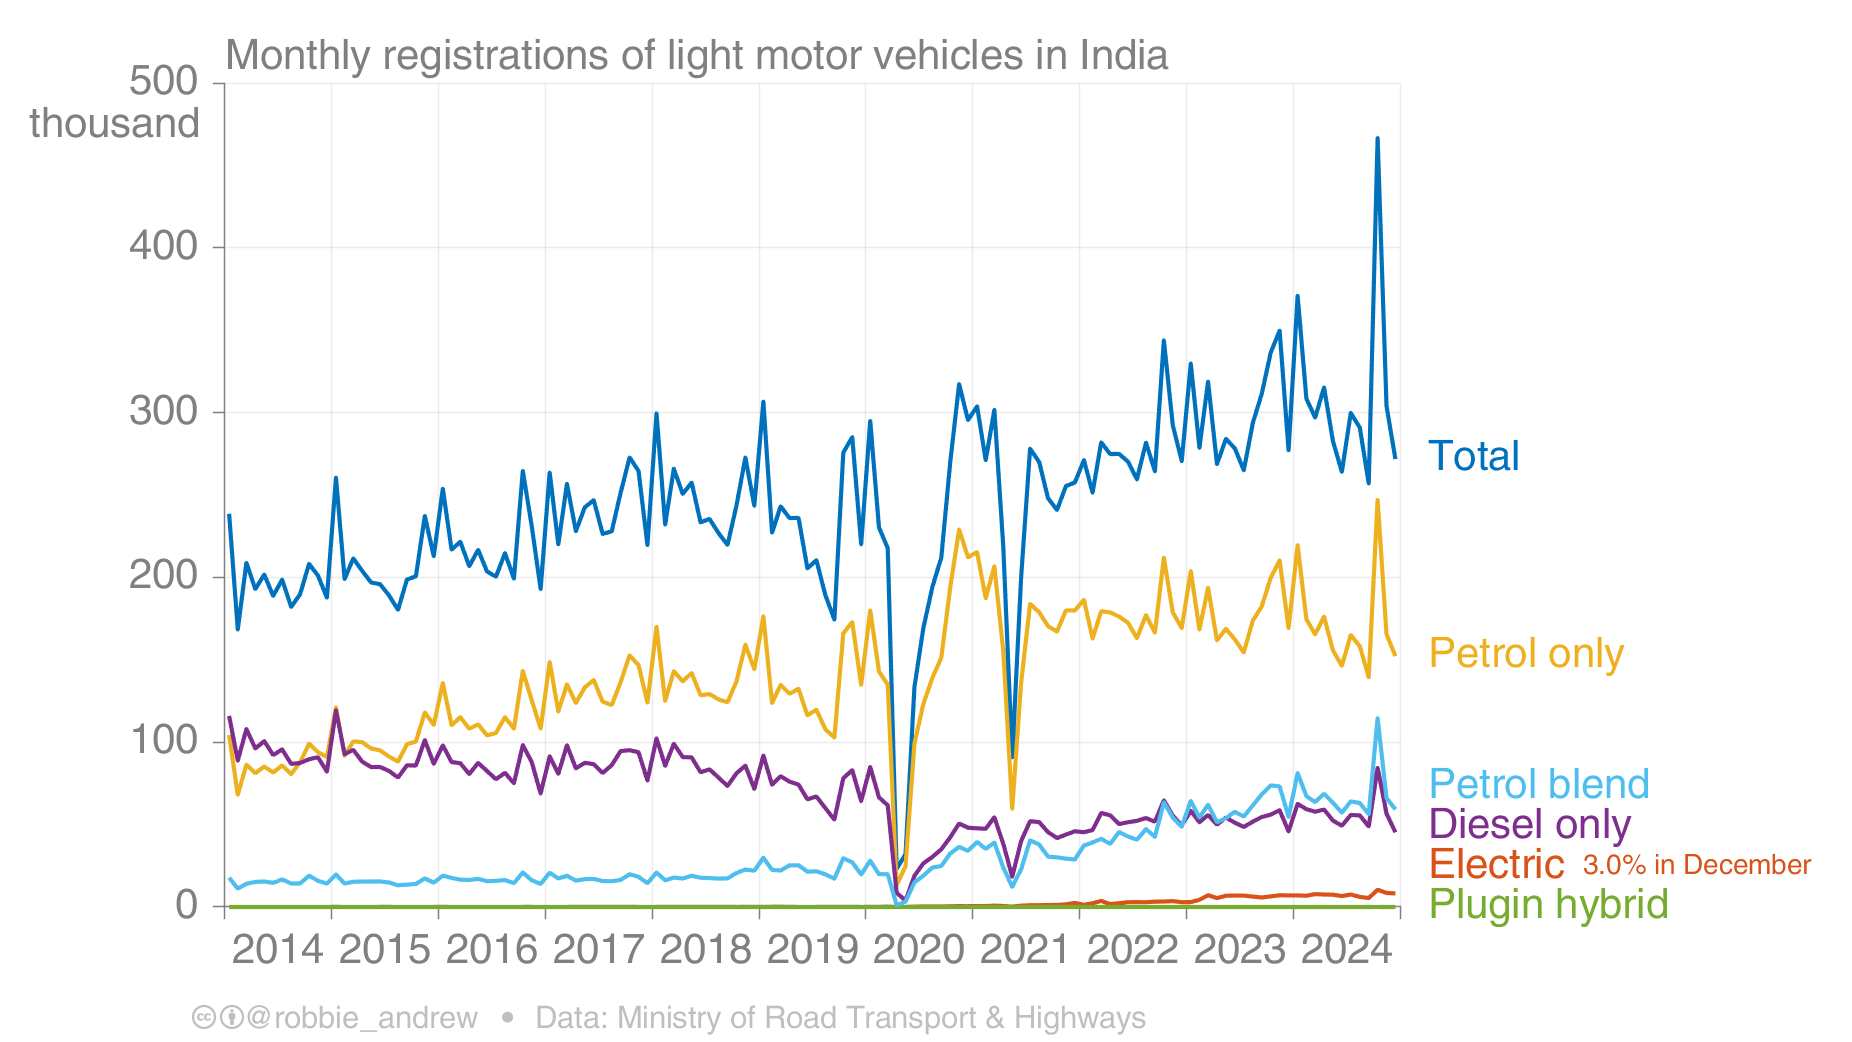 Monthly registrations of light motor vehicles in India
500
thousand
400
300
200
100
0
2014 2015 2016 2017 2018 2019 2020 2021 2022 2023 2024
Total
Petrol only
Petrol blend
Diesel only
Electric 3.0% in December
Plugin hybrid
cc @robbie_andrew • Data: Ministry of Road Transport & Highways